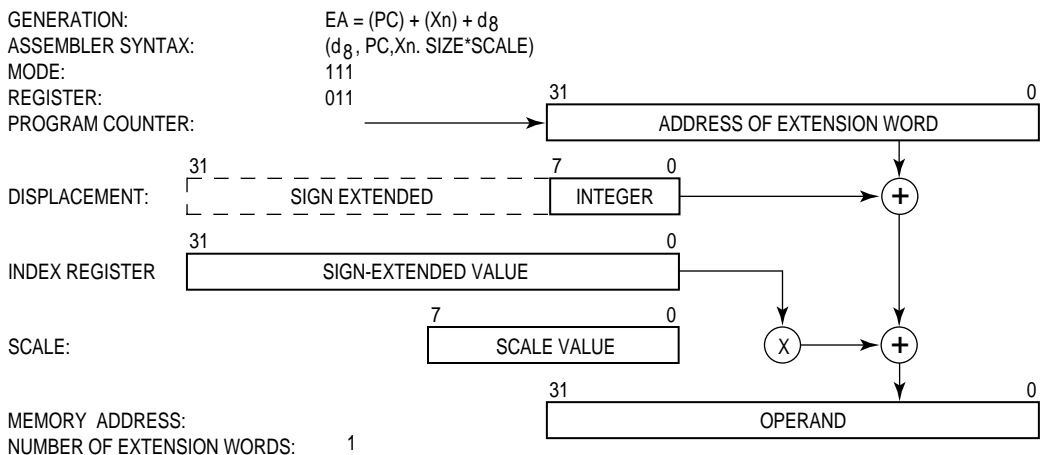 GENERATION: EA = (PC) + (Xn) + d8
ASSEMBLER SYNTAX: (d8, PC,Xn. SIZE*SCALE)
MODE: 111
REGISTER: 011
31 0
PROGRAM COUNTER: ADDRESS OF EXTENSION WORD
31 7 0
DISPLACEMENT: SIGN EXTENDED INTEGER +
31 0
INDEX REGISTER SIGN-EXTENDED VALUE
7 0
SCALE: SCALE VALUE X +
31 0
MEMORY ADDRESS: OPERAND
NUMBER OF EXTENSION WORDS: 1